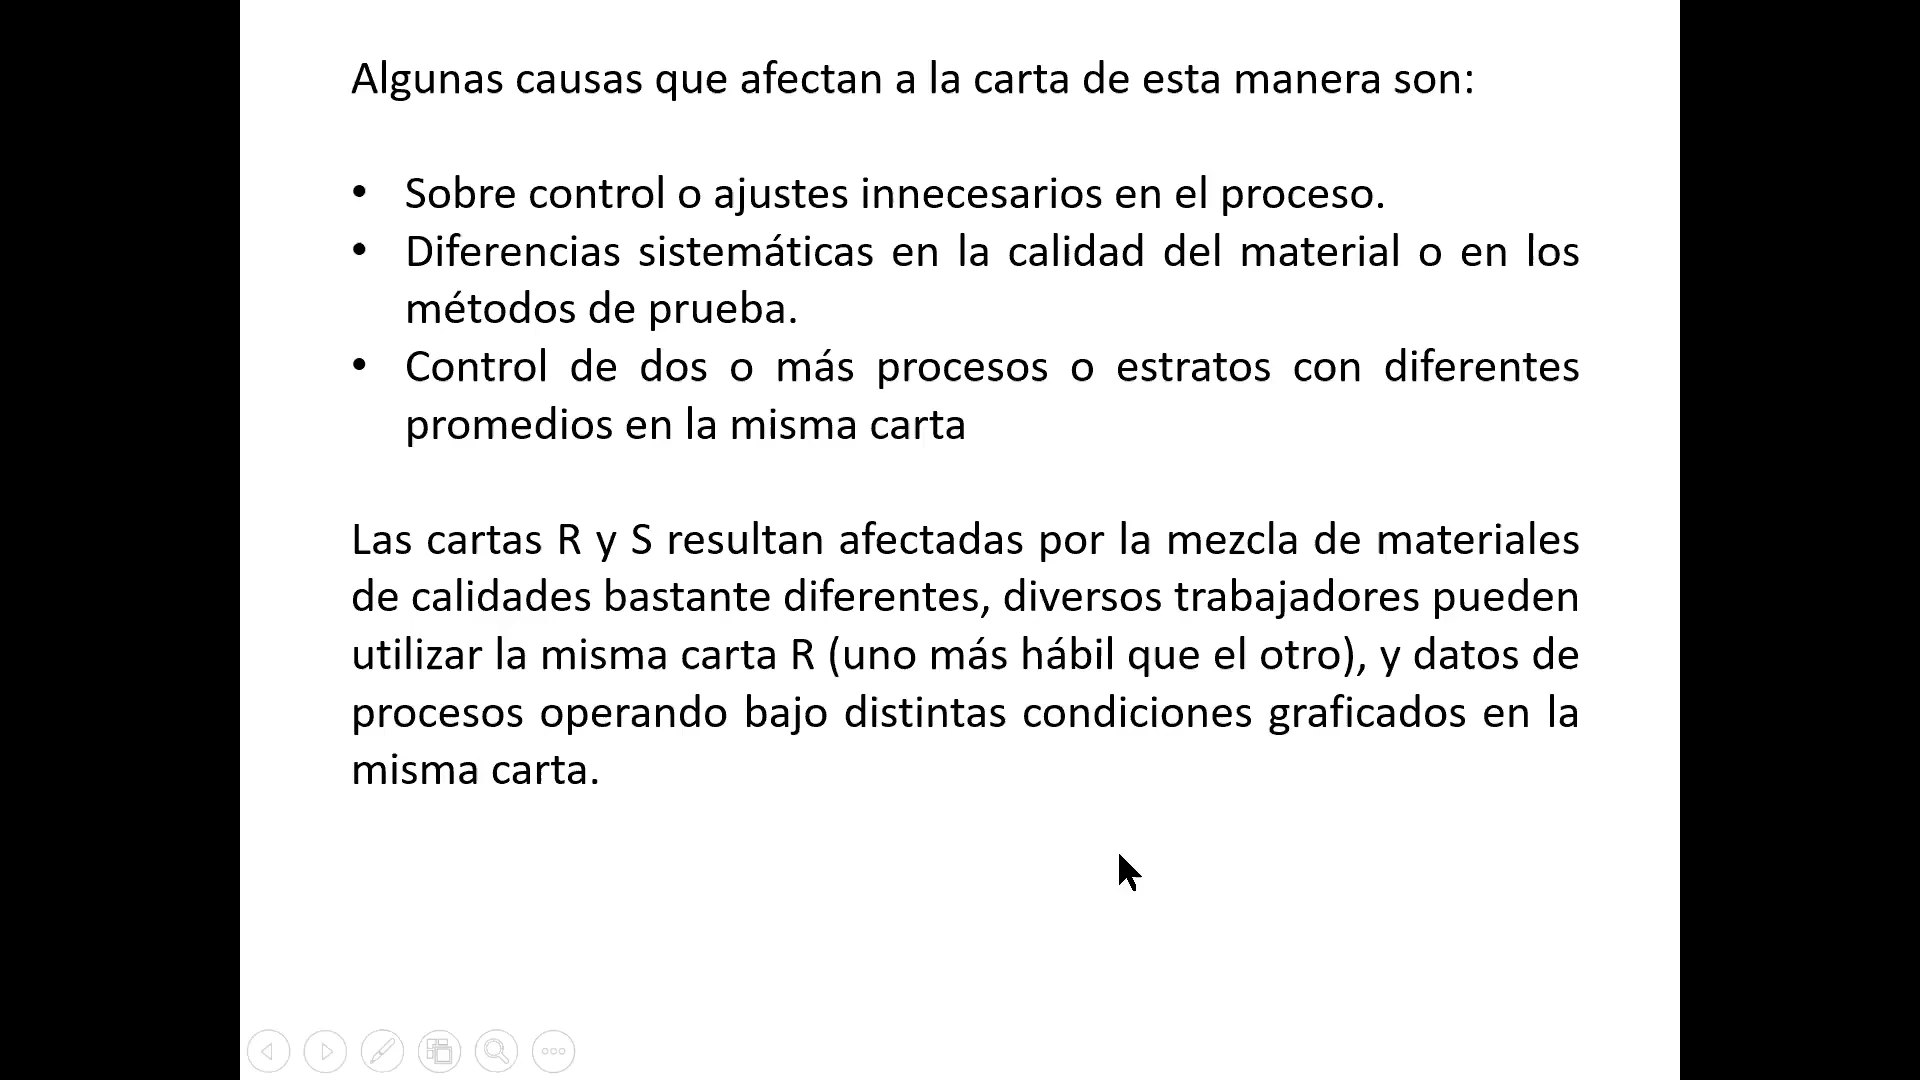 Algunas causas que afectan a la carta de esta manera son:
• Sobre control o ajustes innecesarios en el proceso.
• Diferencias sistemáticas en la calidad del material o en los
métodos de prueba.
• Control de dos o más procesos o estratos con diferentes
promedios en la misma carta
Las cartas R y S resultan afectadas por la mezcla de materiales
de calidades bastante diferentes, diversos trabajadores pueden
utilizar la misma carta R (uno más hábil que el otro), y datos de
procesos operando bajo distintas condiciones graficados en la
misma carta.